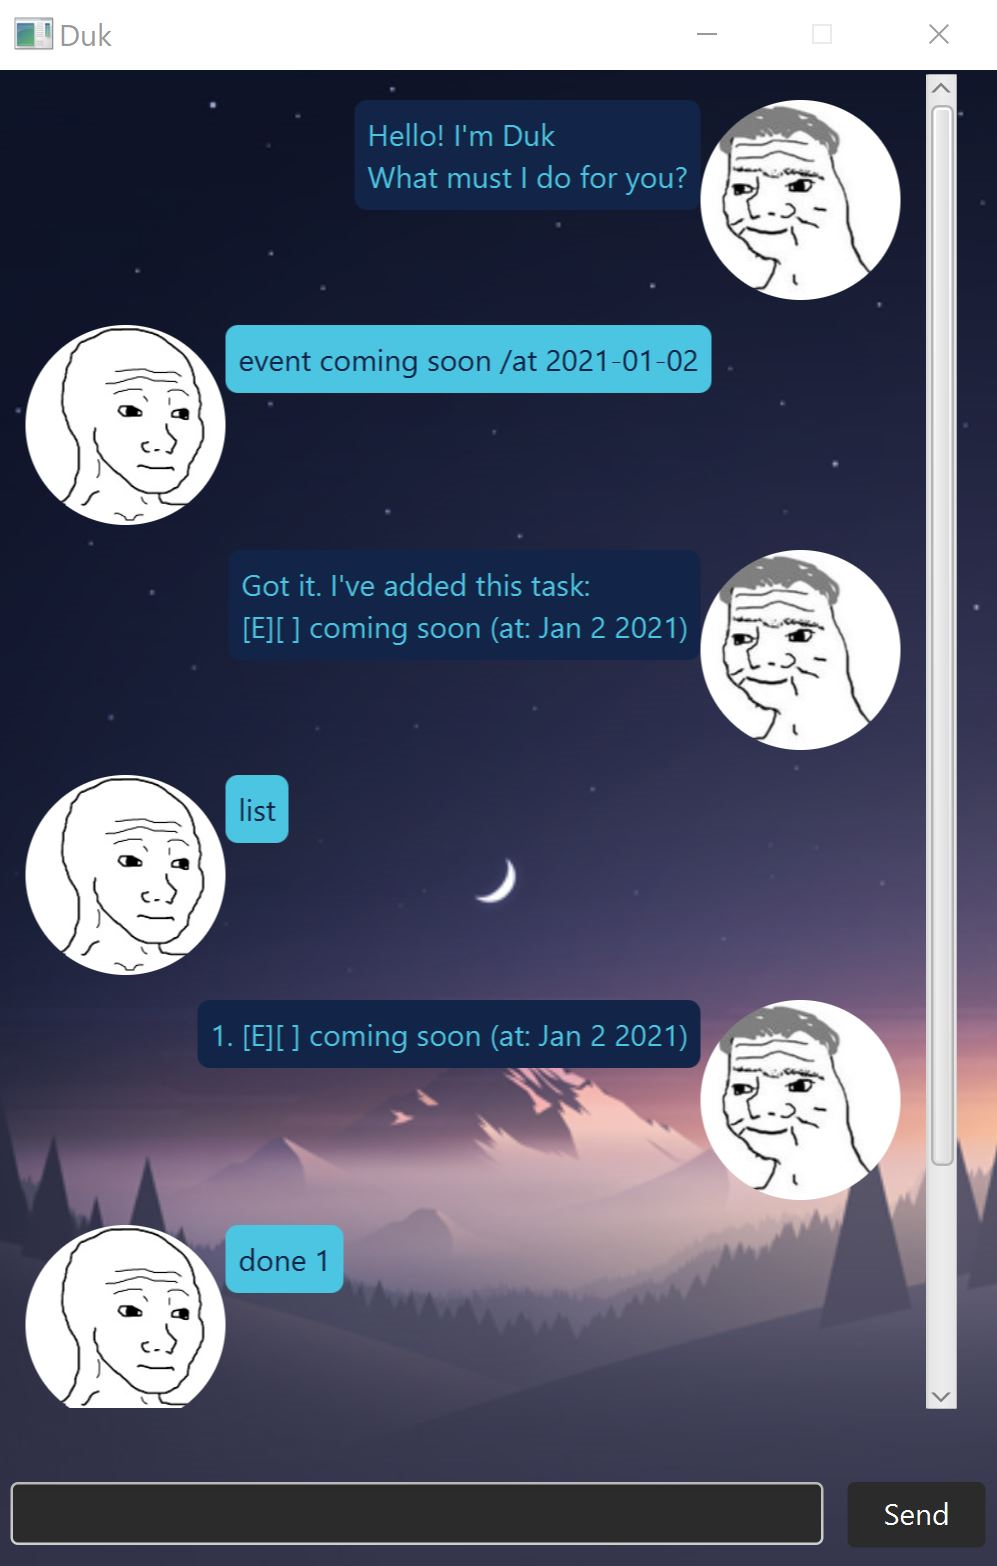 Duk
Hello! I'm Duk
What must I do for you?
event coming soon /at 2021-01-02
Got it. I've added this task:
[E][ ] coming soon (at: Jan 2 2021)
list
1. [E][ ] coming soon (at: Jan 2 2021)
done 1
Send